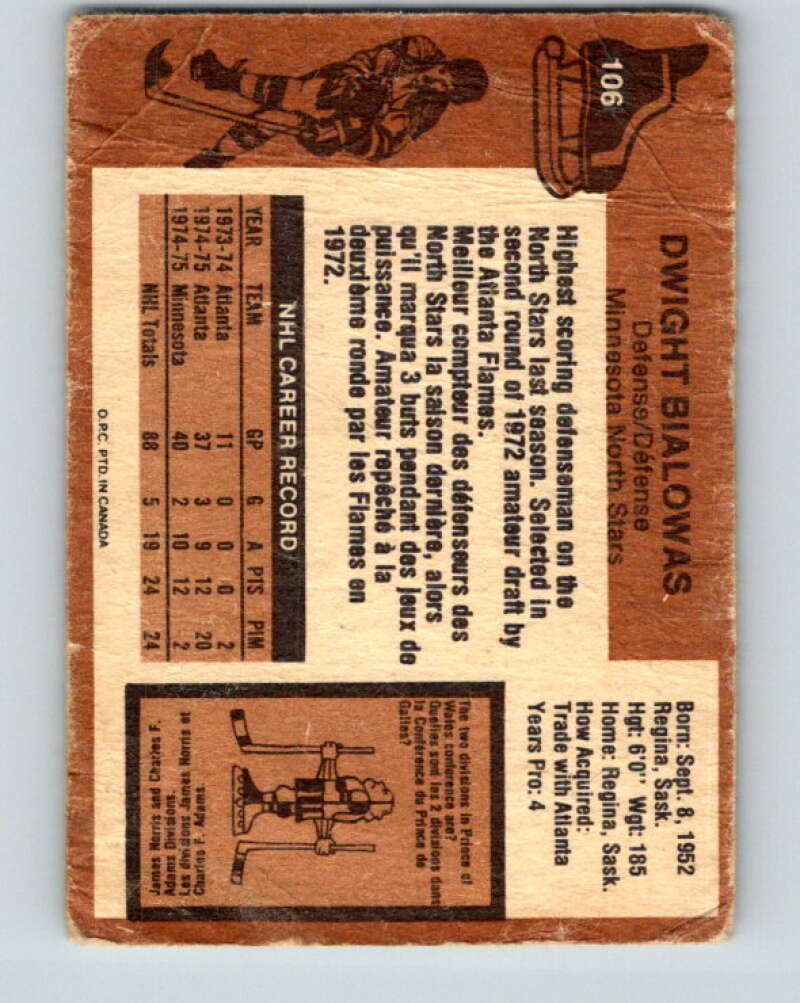 106
DWIGHT BIALOWAS
Defense/Défense
Minnesota North Stars
Born: Sept. 8, 1952
Regina, Sask.
Hgt: 6'0" Wgt: 185
Home: Regina, Sask.
How Acquired:
Trade with Atlanta
Years Pro: 4
Highest scoring defenseman on the
North Stars last season. Selected in
second round of 1972 amateur draft by
the Atlanta Flames.
Meilleur compteur des défenseurs des
North Stars la saison dernière, alors
qu'il marqua 3 buts pendant des jeux de
puissance. Amateur repêché à la
deuxième ronde par les Flames en
1972.
NHL CAREER RECORD
YEAR TEAM GP G A PTS PIM
1973-74 Atlanta 11 0 0 0 2
1974-75 Atlanta 37 3 9 12 20
1974-75 Minnesota 40 2 10 12 2
NHL Totals 88 5 19 24 24
The two divisions in Prince of
Wales conference are?
Quelles sont les 2 divisions dans
la Conférence du Prince de
Galles?
James Norris and Charles F.
Adams Divisions.
Les divisions James Norris et
Charles F. Adams.
O.P.C. PTD. IN CANADA